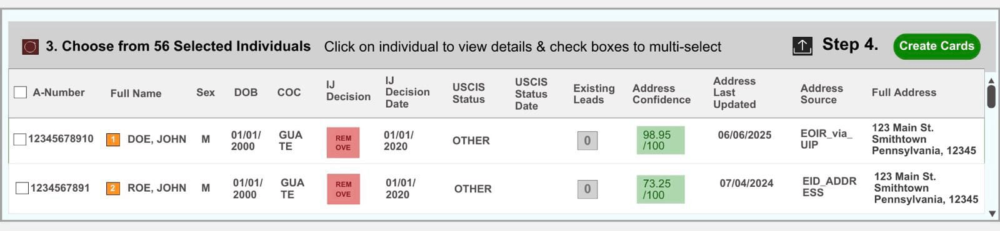 3. Choose from 56 Selected Individuals Click on individual to view details & check boxes to multi-select Step 4. Create Cards
A-Number
Full Name
Sex
DOB
COC
IJ
Decision
IJ
Decision
Date
USCIS
Status
USCIS
Status
Date
Existing
Leads
Address
Confidence
Address
Last
Updated
Address
Source
Full Address
12345678910
1
DOE, JOHN
M
01/01/
2000
GUA
TE
REM
OVE
01/01/
2020
OTHER
0
98.95
/100
06/06/2025
EOIR_via_
UIP
123 Main St.
Smithtown
Pennsylvania, 12345
1234567891
2
ROE, JOHN
M
01/01/
2000
GUA
TE
REM
OVE
01/01/
2020
OTHER
0
73.25
/100
07/04/2024
EID_ADDR
ESS
123 Main St.
Smithtown
Pennsylvania, 12345